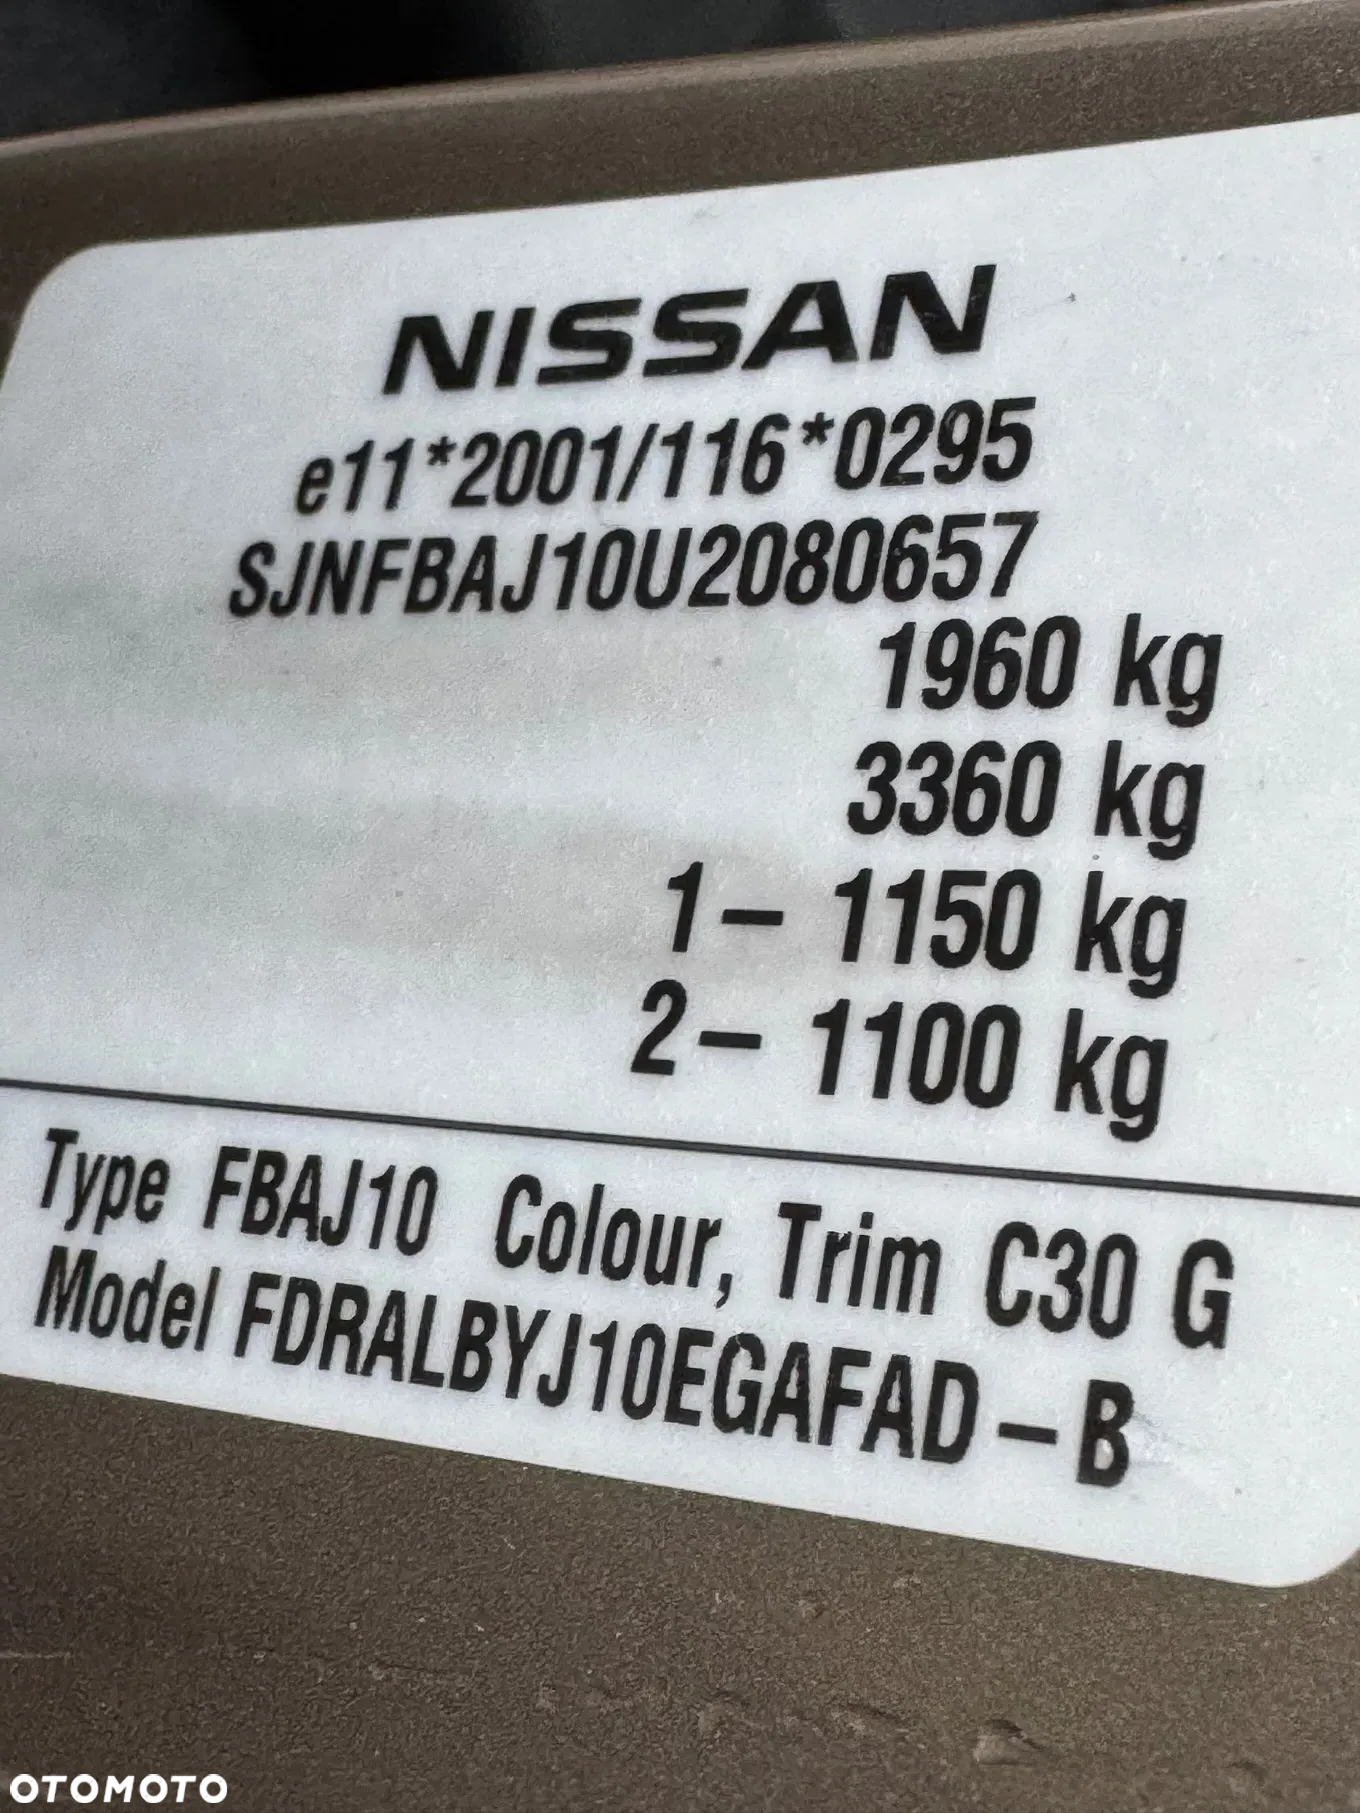 NISSAN
e11*2001/116*0295
SJNFBAJ10U2080657
1960 kg
3360 kg
1- 1150 kg
2- 1100 kg
Type FBAJ10 Colour, Trim C30 G
Model FDRALBYJ10EGAFAD-B
OTOMOTO